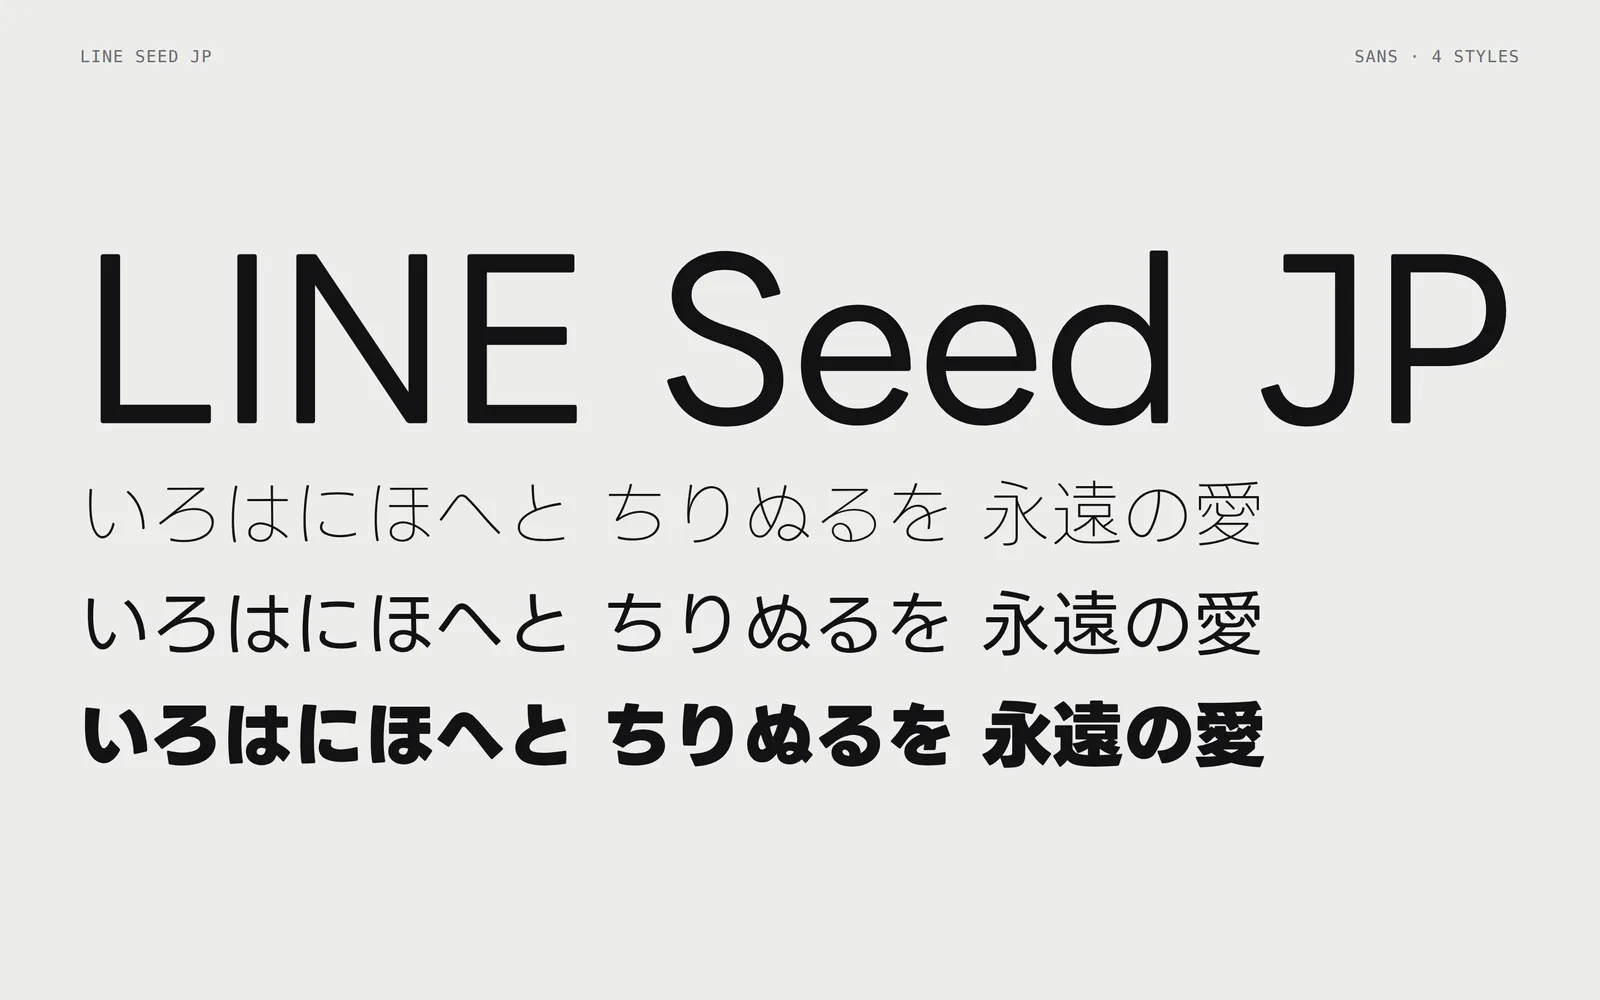 LINE SEED JP
SANS · 4 STYLES
LINE Seed JP
いろはにほへと ちりぬるを 永遠の愛
いろはにほへと ちりぬるを 永遠の愛
いろはにほへと ちりぬるを 永遠の愛